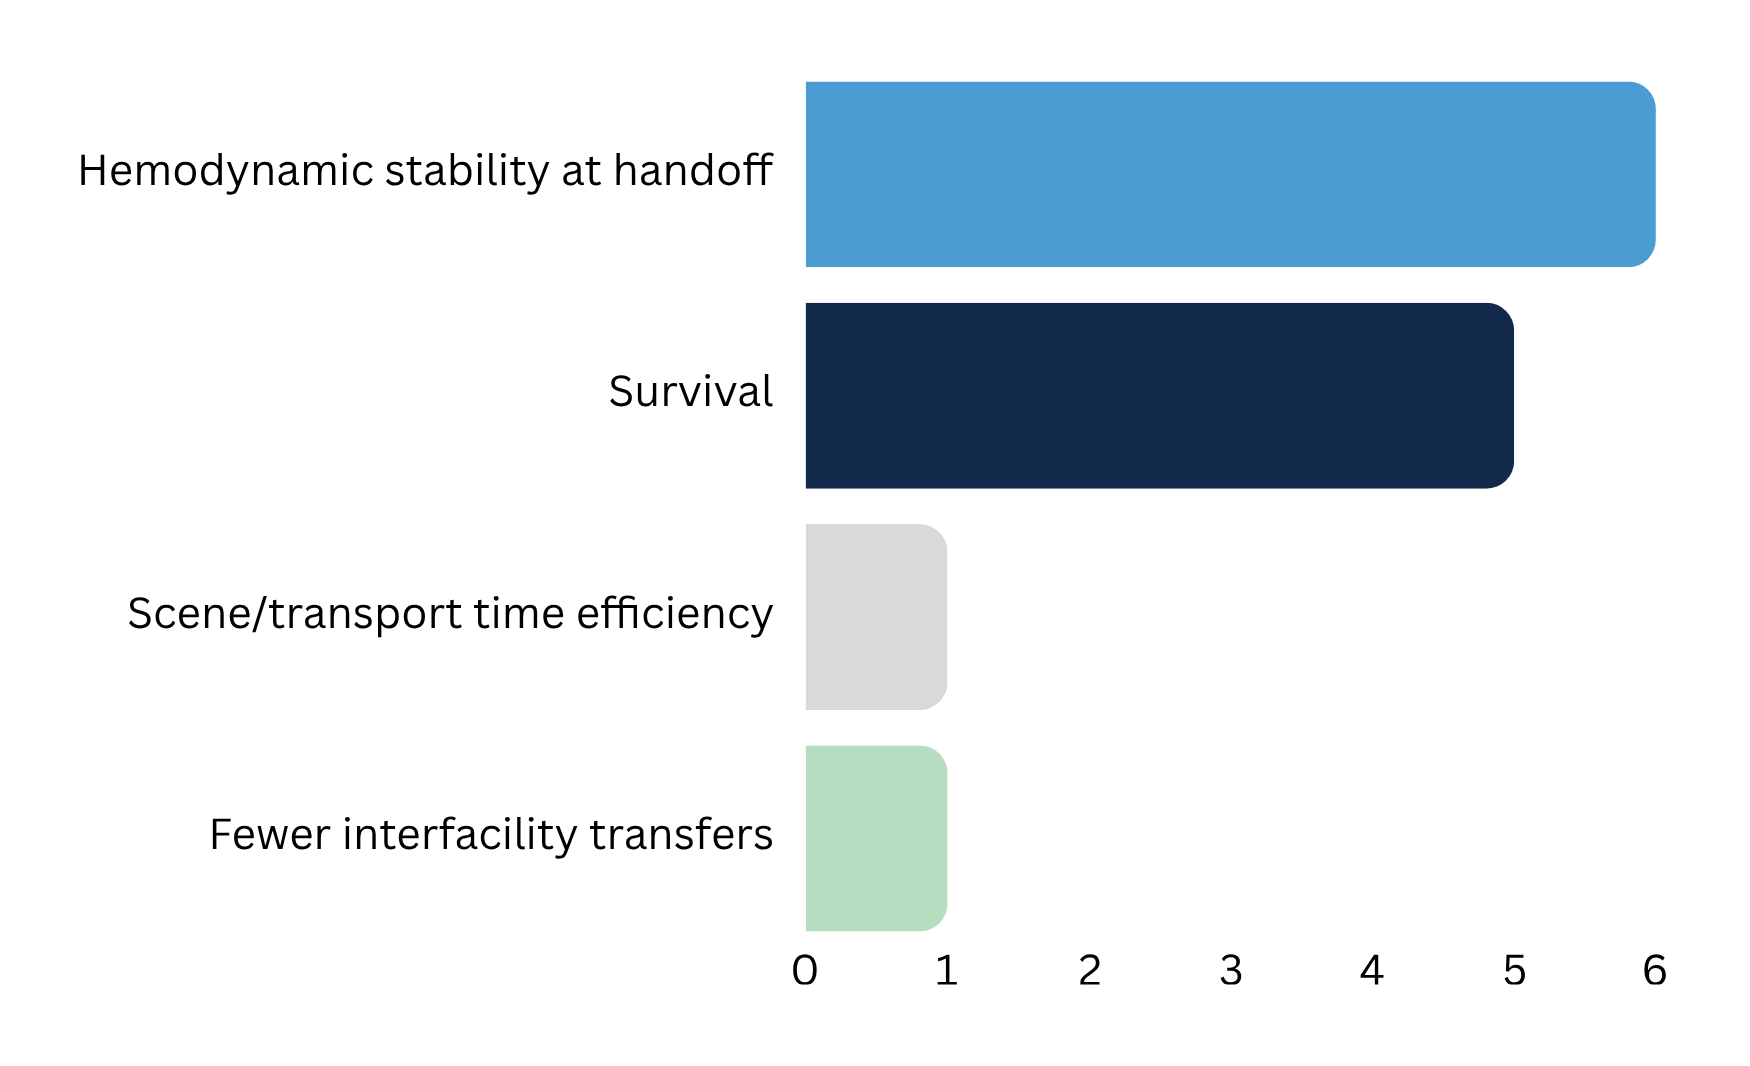 Hemodynamic stability at handoff
Survival
Scene/transport time efficiency
Fewer interfacility transfers
0 1 2 3 4 5 6